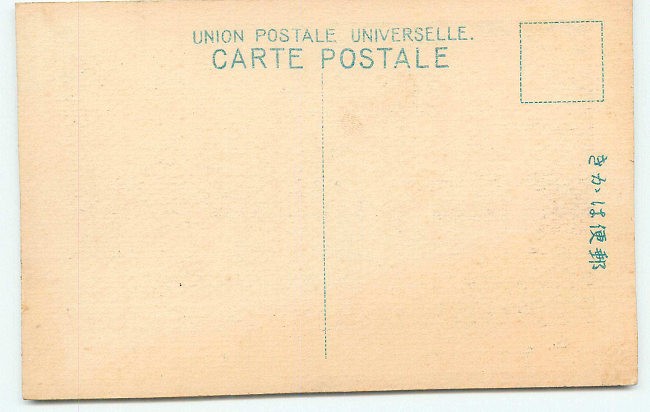 UNION POSTALE UNIVERSELLE.
CARTE POSTALE
郵便はかき